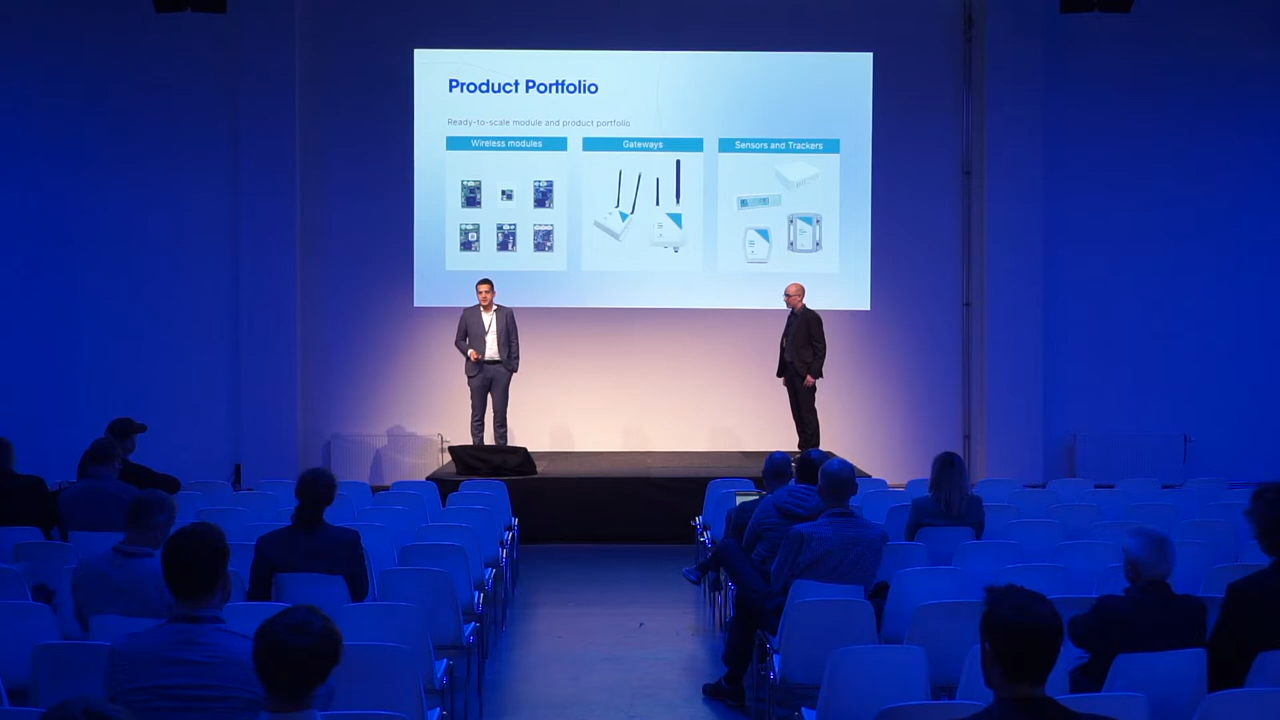 Product Portfolio
Ready-to-scale module and product portfolio
Wireless modules
Gateways
Sensors and Trackers